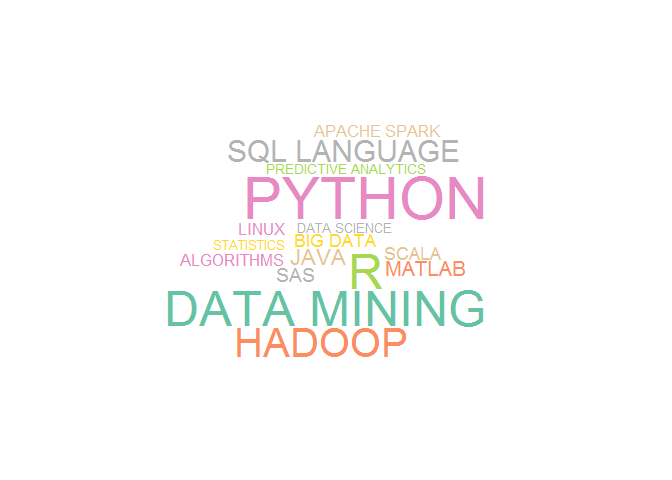 APACHE SPARK
SQL LANGUAGE
PREDICTIVE ANALYTICS
PYTHON
LINUX
DATA SCIENCE
STATISTICS
BIG DATA
ALGORITHMS
JAVA
R
SCALA
MATLAB
SAS
DATA MINING
HADOOP